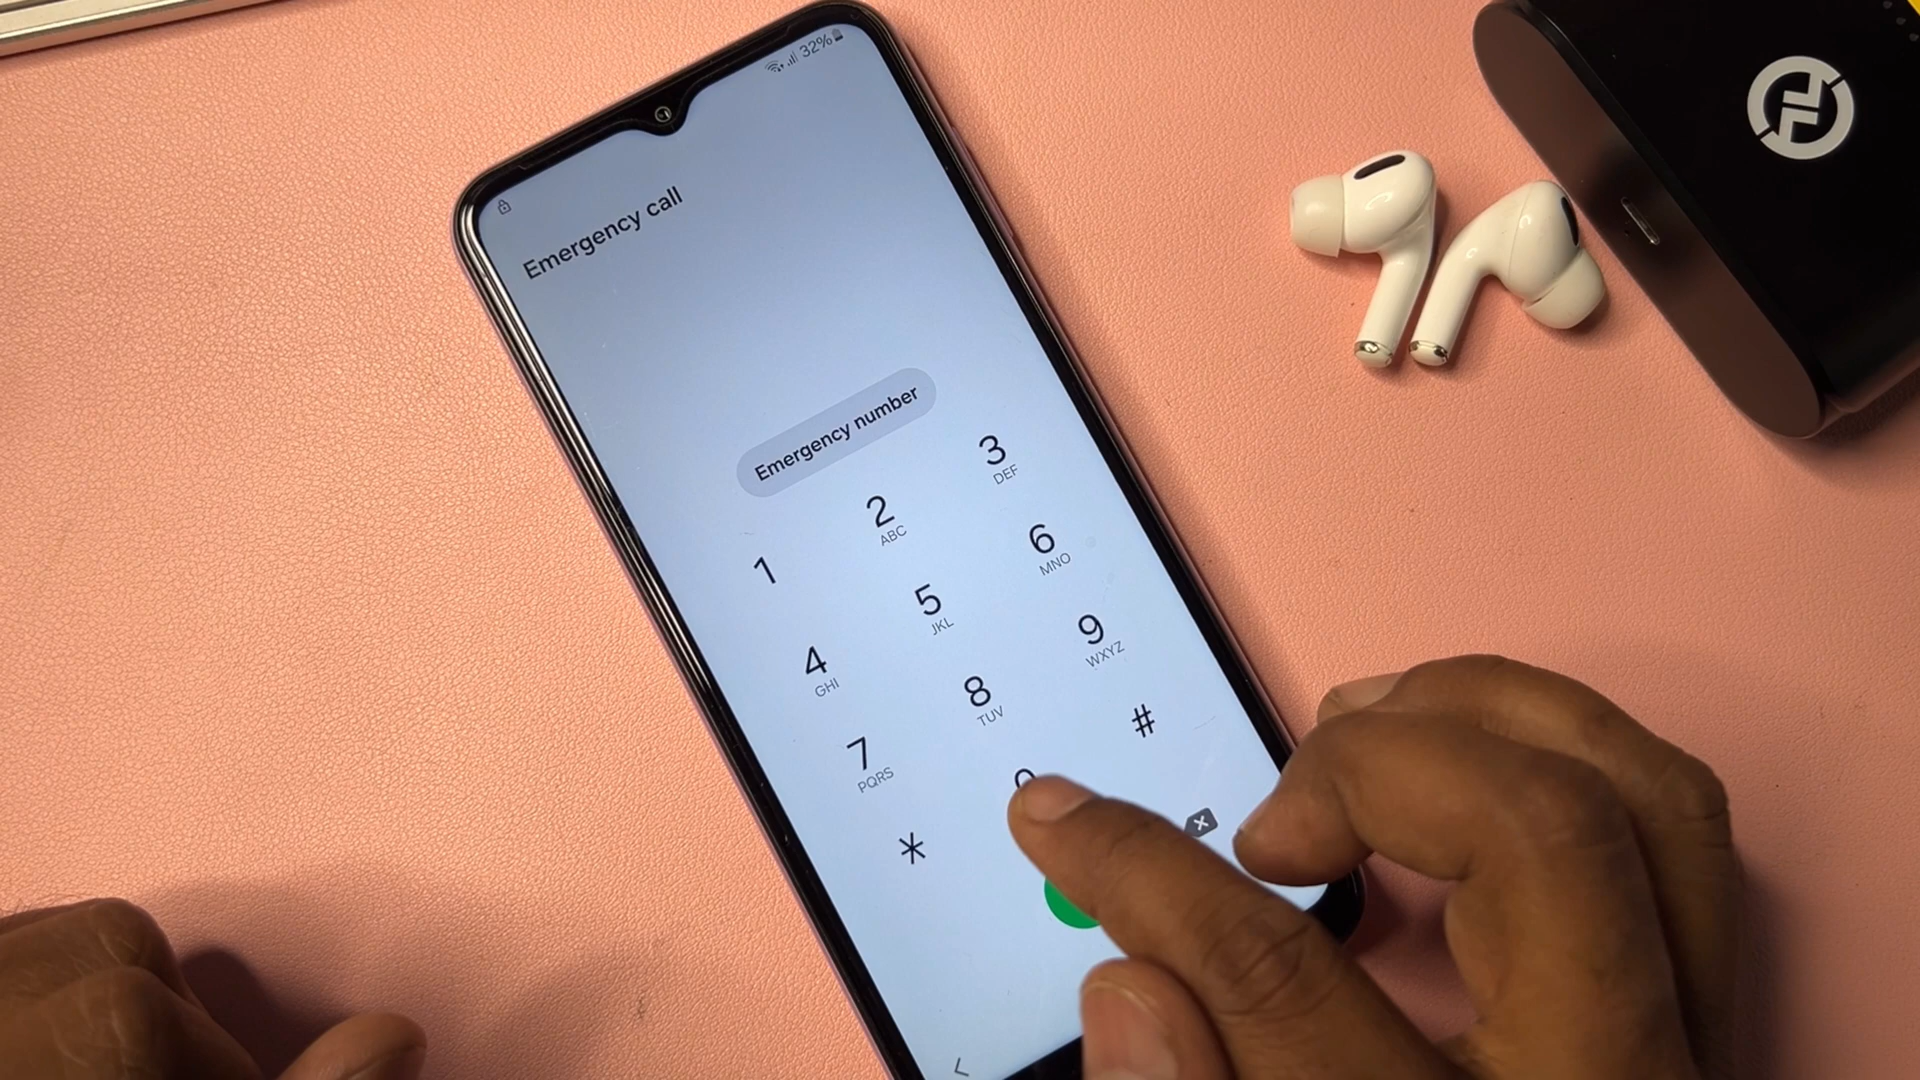 32%
Emergency call
Emergency number
1
2 ABC
3 DEF
4 GHI
5 JKL
6 MNO
7 PQRS
8 TUV
9 WXYZ
*
0
#